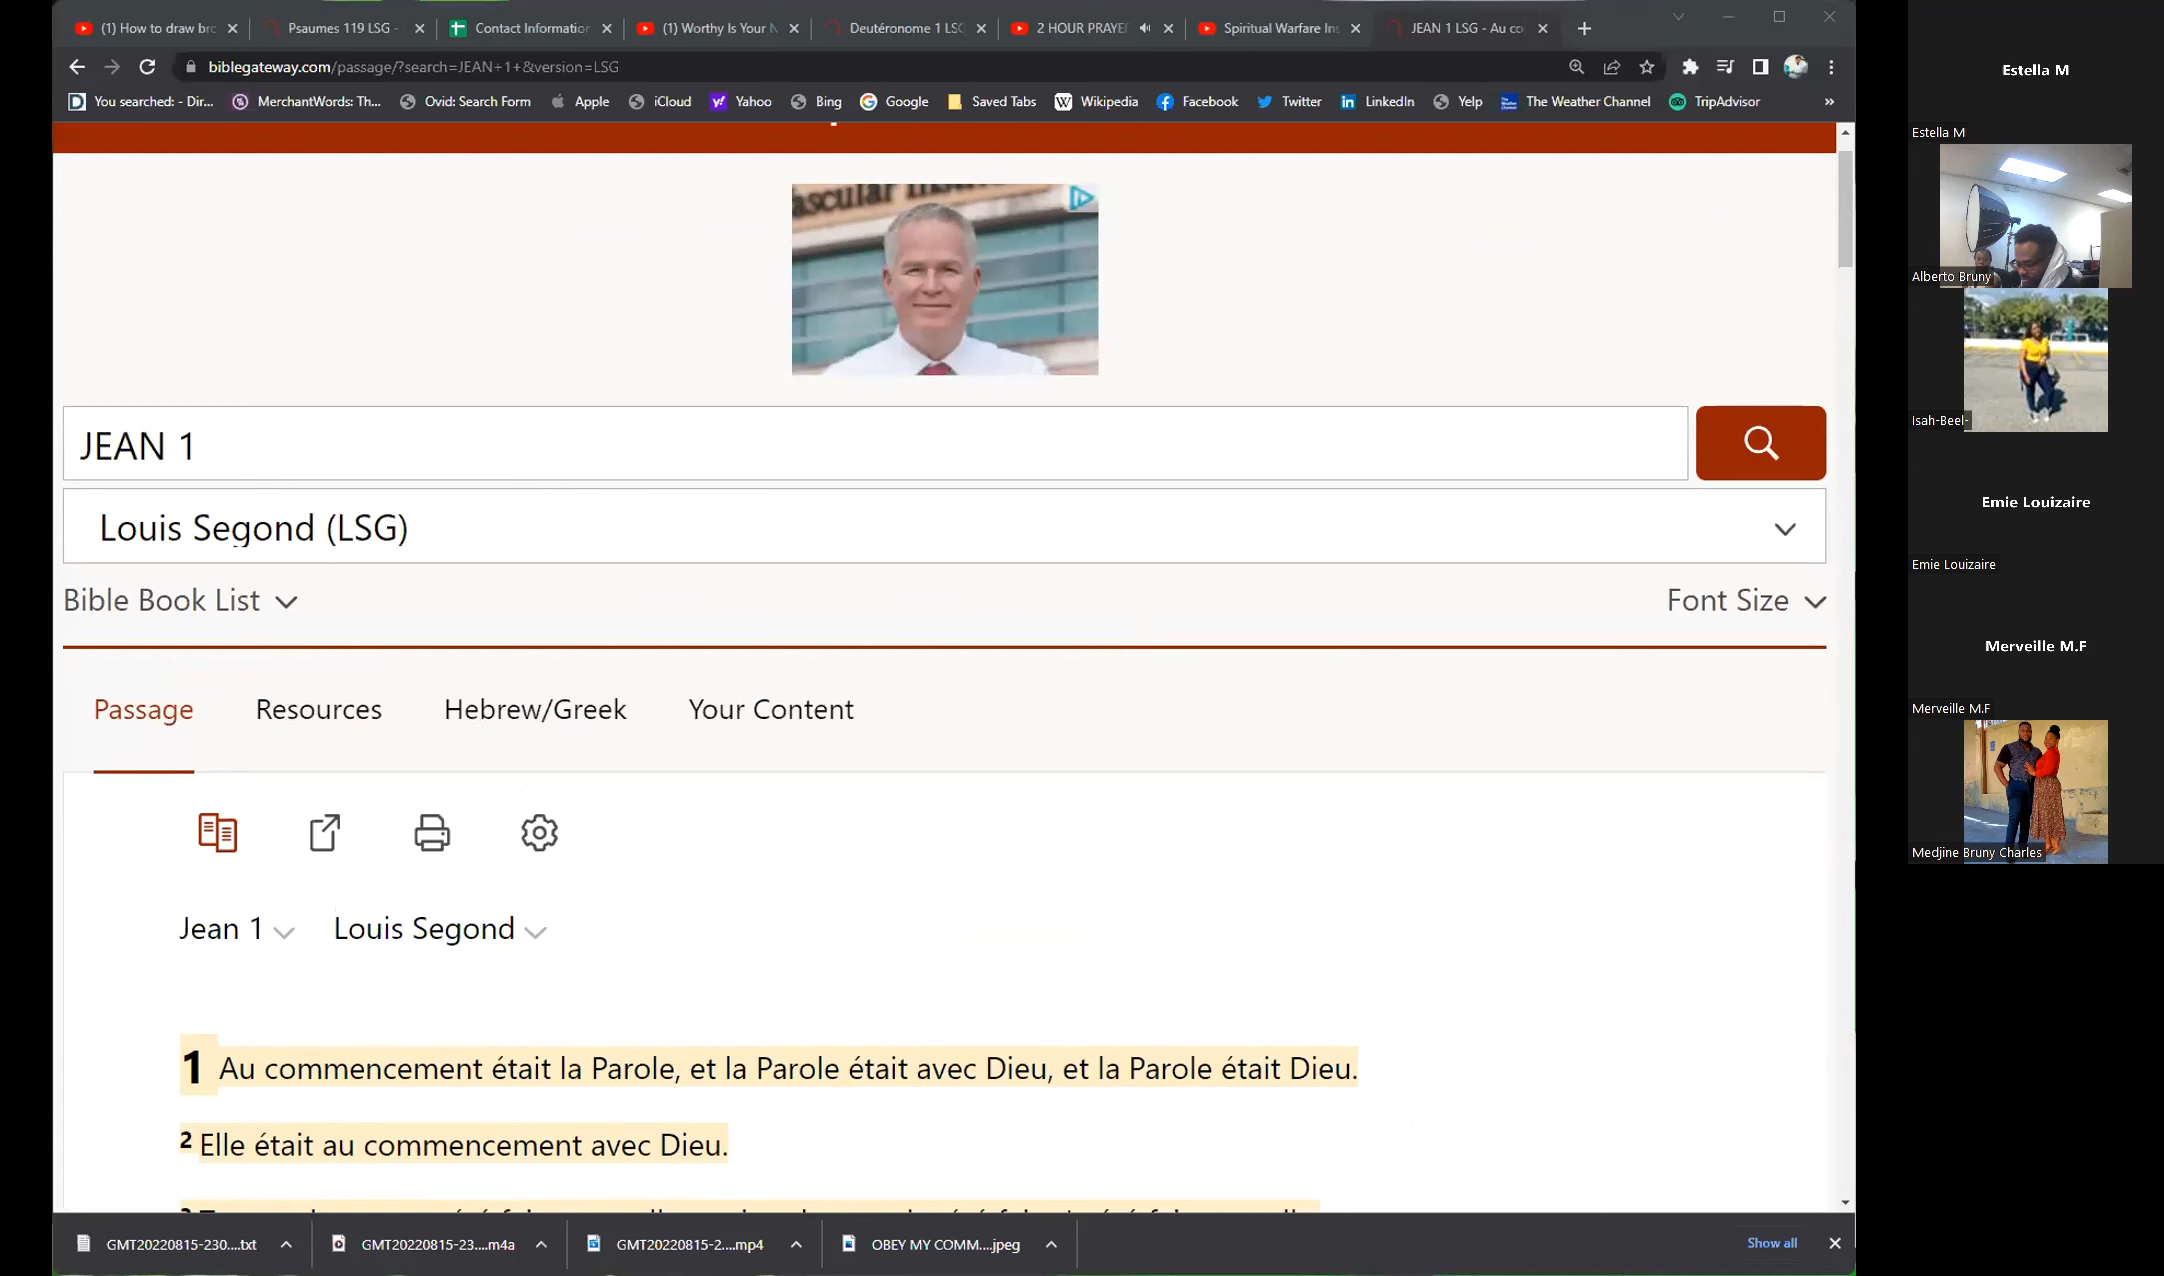 (1) How to draw brc
Psaumes 119 LSG -
Contact Information
(1) Worthy Is Your N
Deutéronome 1 LSG
2 HOUR PRAYER
Spiritual Warfare Ins
JEAN 1 LSG - Au co
biblegateway.com/passage/?search=JEAN+1+&version=LSG
You searched: - Dir...
MerchantWords: Th...
Ovid: Search Form
Apple
iCloud
Yahoo
Bing
Google
Saved Tabs
Wikipedia
Facebook
Twitter
LinkedIn
Yelp
The Weather Channel
TripAdvisor
»
JEAN 1
Louis Segond (LSG)
Bible Book List
Font Size
Passage
Resources
Hebrew/Greek
Your Content
Jean 1
Louis Segond
1 Au commencement était la Parole, et la Parole était avec Dieu, et la Parole était Dieu.
2 Elle était au commencement avec Dieu.
GMT20220815-230....txt
GMT20220815-23....m4a
GMT20220815-2....mp4
OBEY MY COMM....jpeg
Show all
Estella M
Estella M
Alberto Bruny
Isah-Beel-
Emie Louizaire
Emie Louizaire
Merveille M.F
Merveille M.F
Medjine Bruny Charles